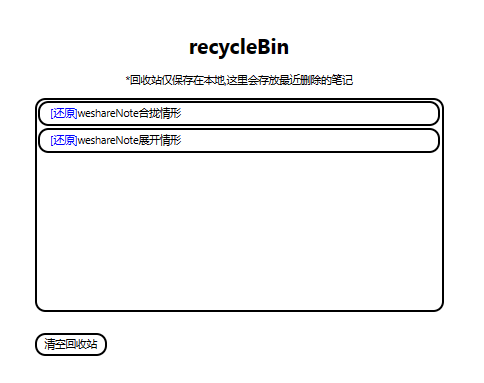 recycleBin
*回收站仅保存在本地,这里会存放最近删除的笔记
[还原]weshareNote合拢情形
[还原]weshareNote展开情形
清空回收站